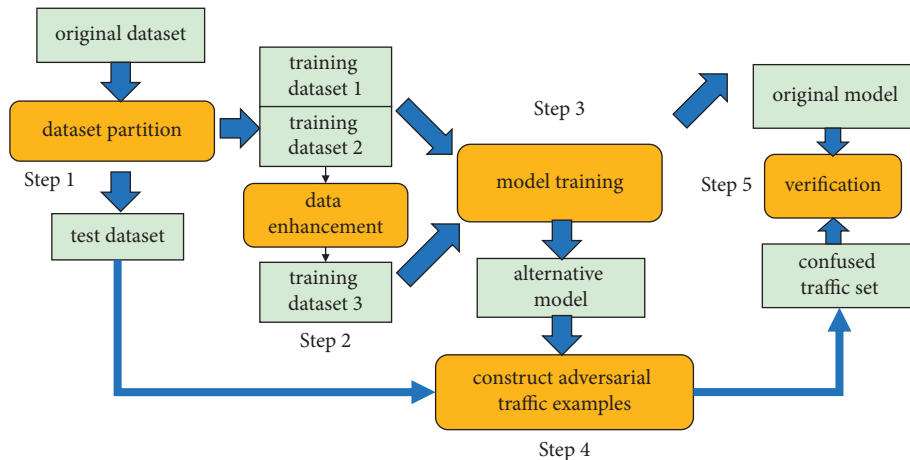 original dataset
dataset partition
Step 1
test dataset
training
dataset 1
training
dataset 2
data
enhancement
training
dataset 3
Step 2
Step 3
model training
alternative
model
construct adversarial
traffic examples
Step 4
original model
Step 5
verification
confused
traffic set